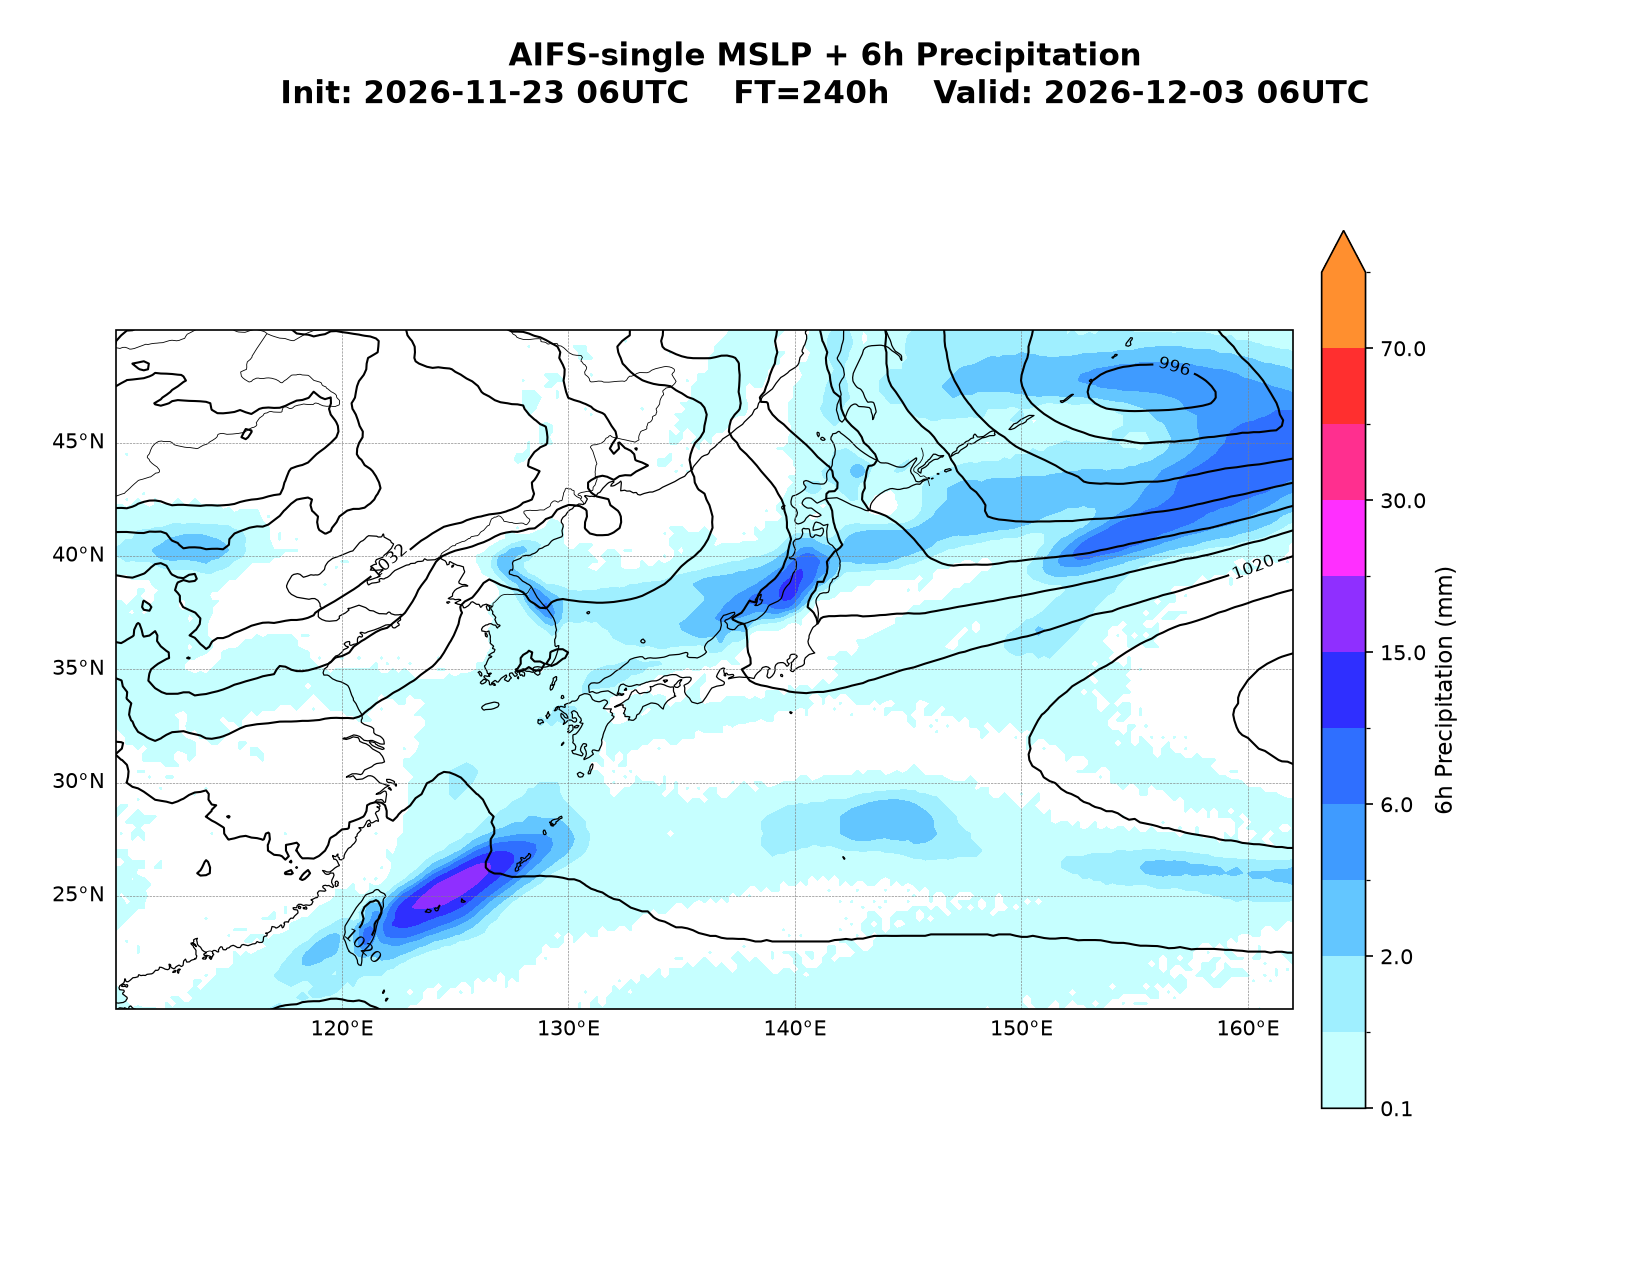 AIFS-single MSLP + 6h Precipitation
Init: 2026-11-23 06UTC    FT=240h    Valid: 2026-12-03 06UTC
45°N
40°N
35°N
30°N
25°N
120°E
130°E
140°E
150°E
160°E
996
1032
1020
1020
70.0
30.0
15.0
6.0
2.0
0.1
6h Precipitation (mm)